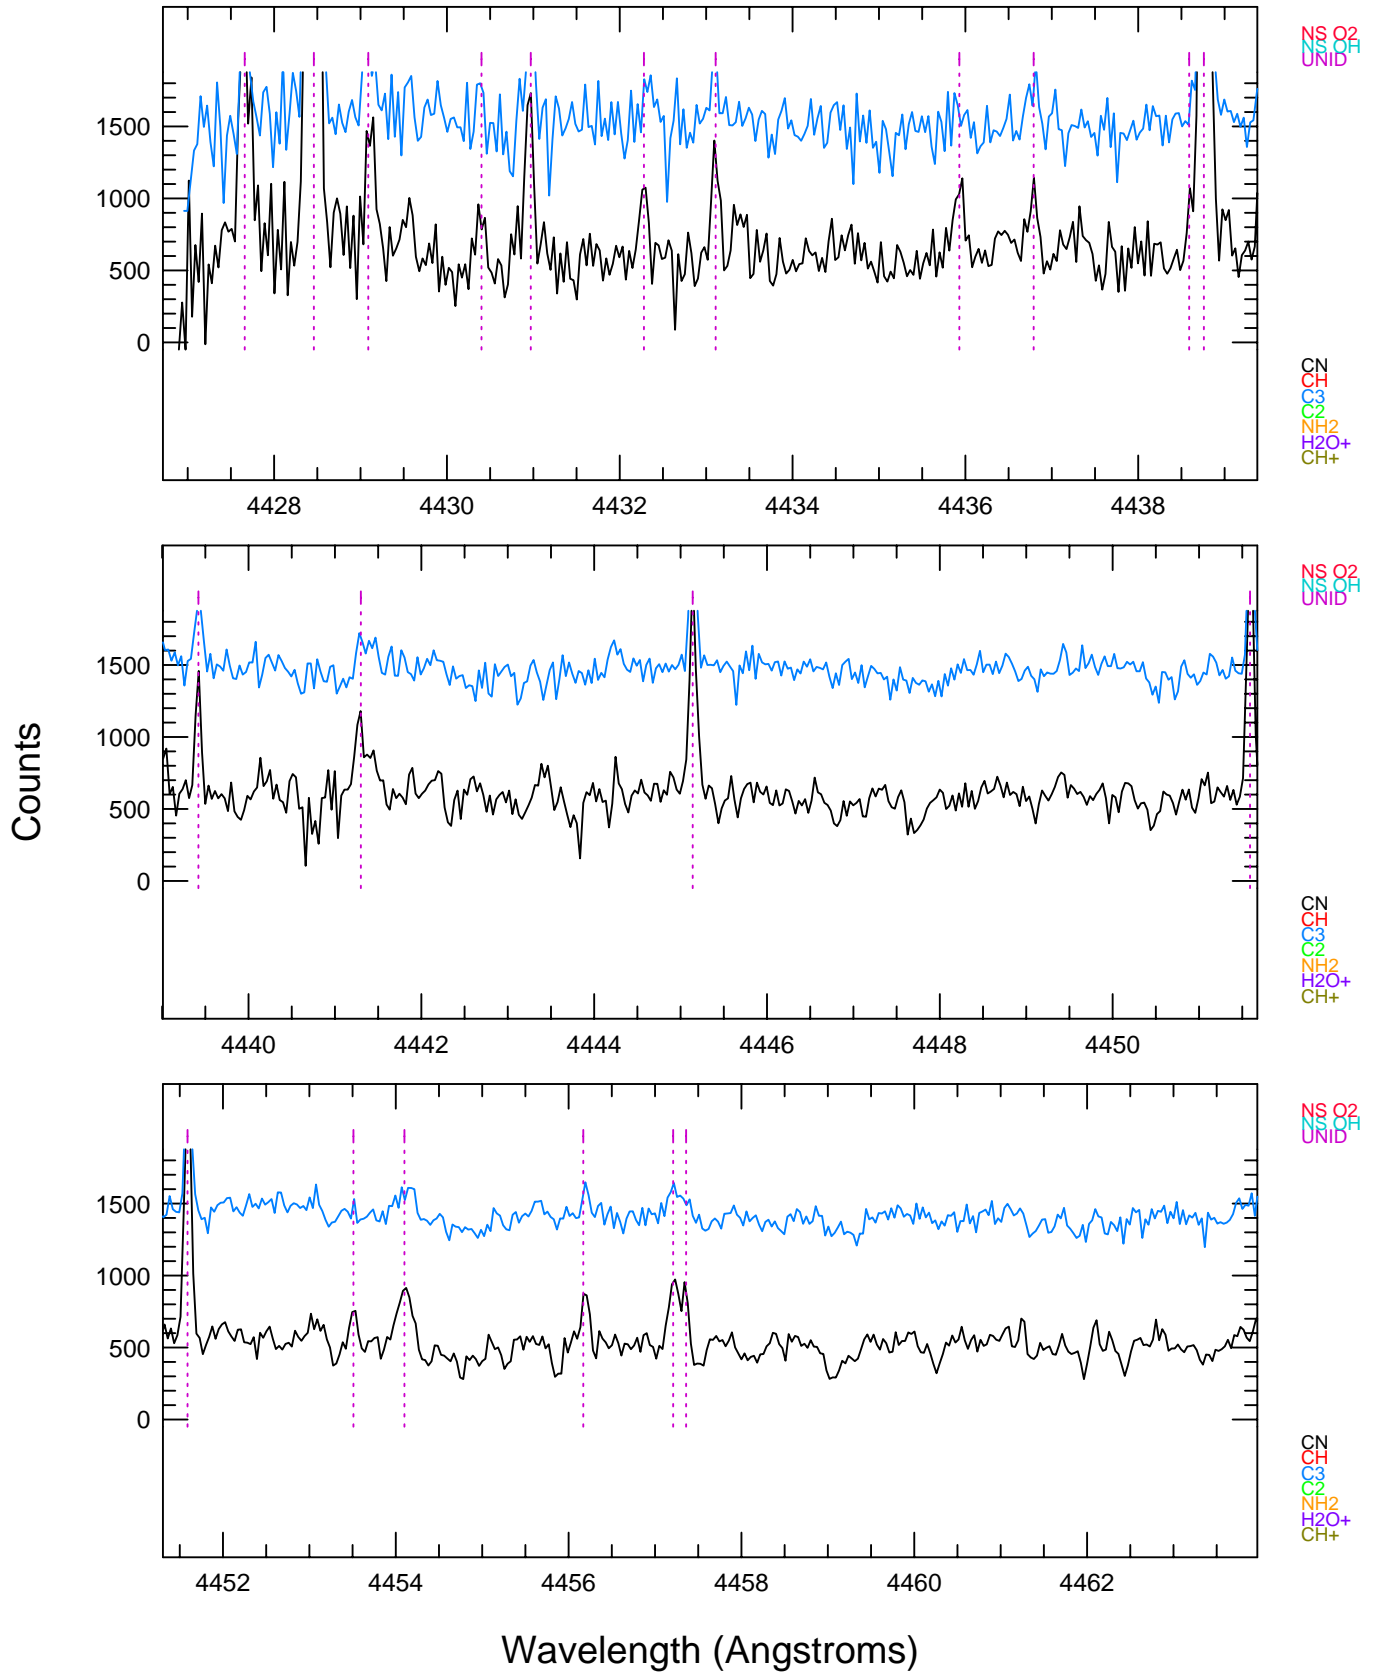 NS O2
NS OH
UNID
1500
1000
500
0
CN
CH
C3
C2
NH2
H2O+
CH+
4428 4430 4432 4434 4436 4438
NS O2
NS OH
UNID
1500
1000
500
0
CN
CH
C3
C2
NH2
H2O+
CH+
4440 4442 4444 4446 4448 4450
Counts
NS O2
NS OH
UNID
1500
1000
500
0
CN
CH
C3
C2
NH2
H2O+
CH+
4452 4454 4456 4458 4460 4462
Wavelength (Angstroms)